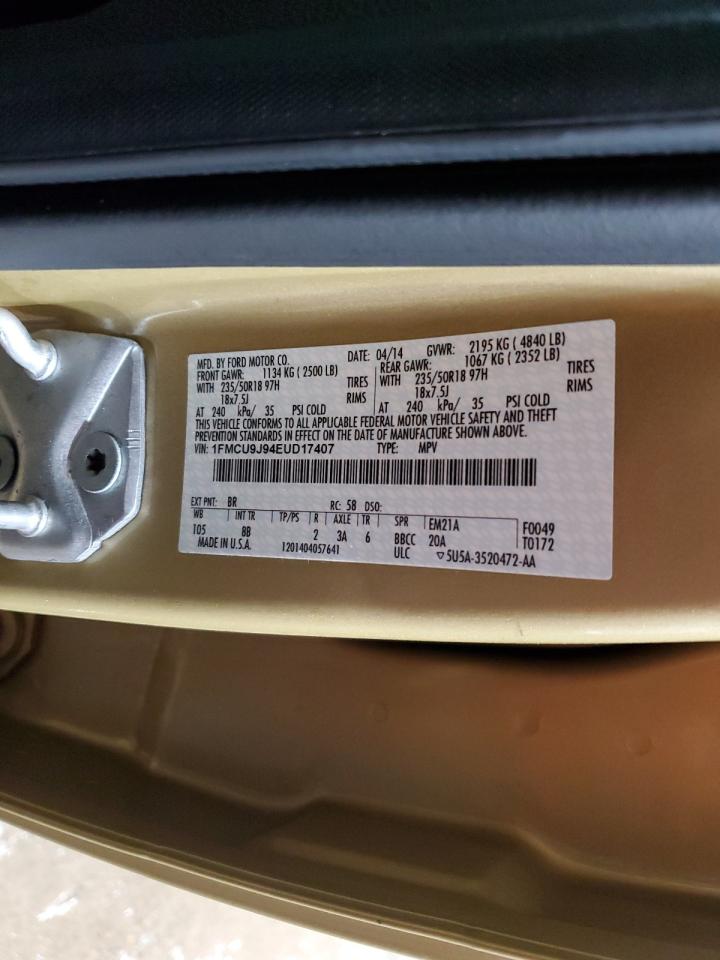 MFD. BY FORD MOTOR CO. DATE: 04/14 GVWR: 2195 KG ( 4840 LB)
FRONT GAWR: 1134 KG ( 2500 LB) REAR GAWR: 1067 KG ( 2352 LB)
WITH 235/50R18 97H TIRES WITH 235/50R18 97H TIRES
18x7.5J RIMS 18x7.5J RIMS
AT 240 kPa/ 35 PSI COLD AT 240 kPa/ 35 PSI COLD
THIS VEHICLE CONFORMS TO ALL APPLICABLE FEDERAL MOTOR VEHICLE SAFETY AND THEFT
PREVENTION STANDARDS IN EFFECT ON THE DATE OF MANUFACTURE SHOWN ABOVE.
VIN: 1FMCU9J94EUD17407 TYPE: MPV
EXT PNT: BR RC: 58 DSO:
WB INT TR TP/PS R AXLE TR SPR EM21A F0049
105 8B 2 3A 6 BBCC 20A T0172
MADE IN U.S.A. 1201404057641 ULC ▽5U5A-3520472-AA